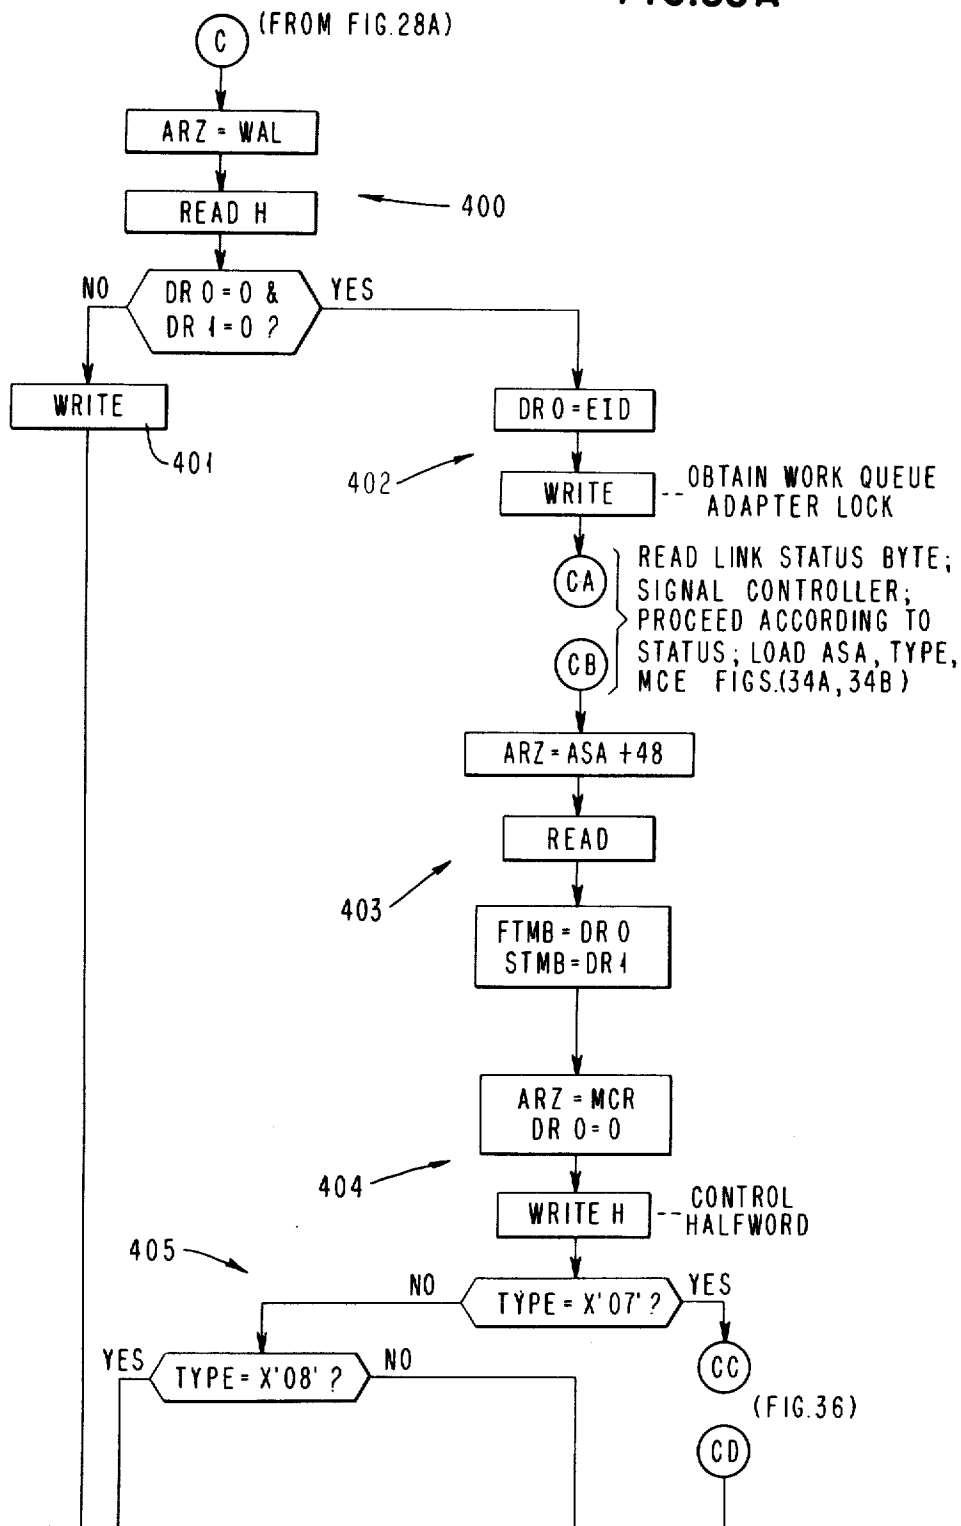 (FROM FIG.28A)
C
ARZ = WAL
READ H
400
DR 0 = 0 &
DR 1 = 0 ?
NO
YES
WRITE
401
DR 0 = EID
402
WRITE
-- OBTAIN WORK QUEUE
ADAPTER LOCK
CA
CB
READ LINK STATUS BYTE;
SIGNAL CONTROLLER;
PROCEED ACCORDING TO
STATUS; LOAD ASA, TYPE,
MCE FIGS.(34A, 34B)
ARZ = ASA +48
READ
403
FTMB = DR 0
STMB = DR 1
ARZ = MCR
DR 0 = 0
404
WRITE H
-- CONTROL
HALFWORD
405
NO
TYPE = X'07' ?
YES
YES
TYPE = X'08' ?
NO
CC
(FIG.36)
CD